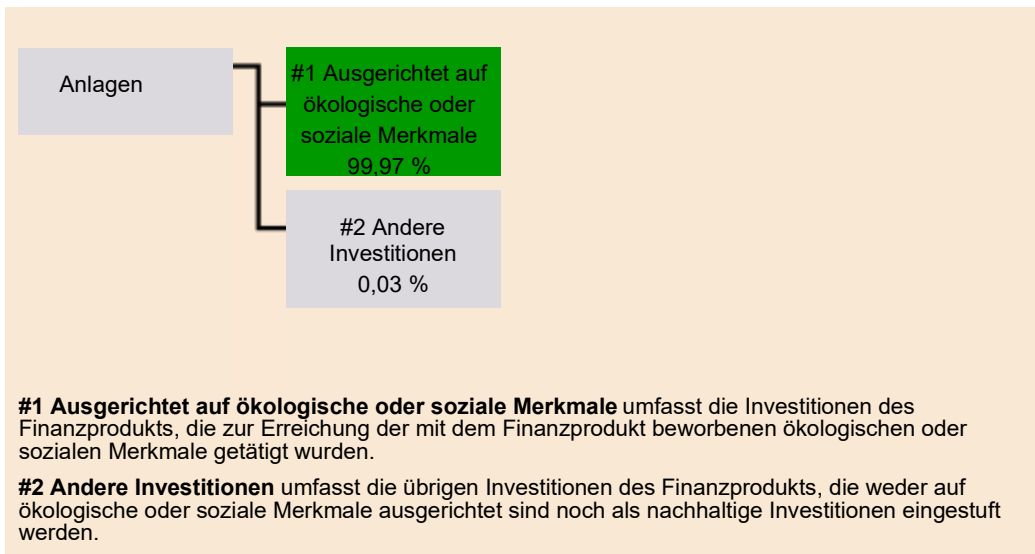 Anlagen
#1 Ausgerichtet auf
ökologische oder
soziale Merkmale
99,97 %
#2 Andere
Investitionen
0,03 %
#1 Ausgerichtet auf ökologische oder soziale Merkmale umfasst die Investitionen des
Finanzprodukts, die zur Erreichung der mit dem Finanzprodukt beworbenen ökologischen oder
sozialen Merkmale getätigt wurden.
#2 Andere Investitionen umfasst die übrigen Investitionen des Finanzprodukts, die weder auf
ökologische oder soziale Merkmale ausgerichtet sind noch als nachhaltige Investitionen eingestuft
werden.